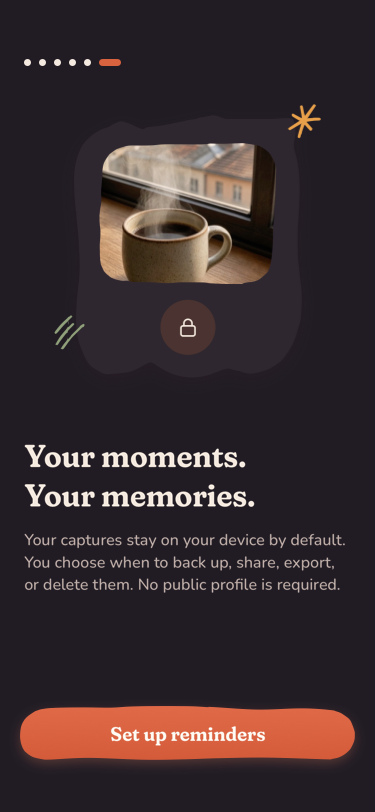 Your moments.
Your memories.
Your captures stay on your device by default.
You choose when to back up, share, export,
or delete them. No public profile is required.
Set up reminders